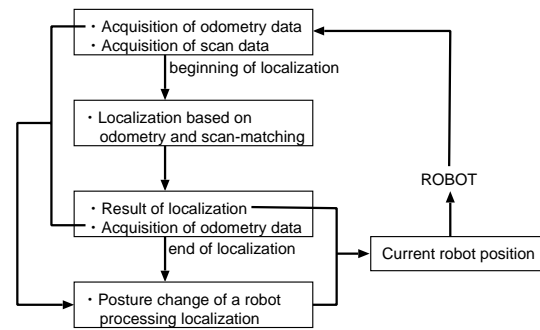 ・Acquisition of odometry data
・Acquisition of scan data
beginning of localization
・Localization based on
odometry and scan-matching
・Result of localization
・Acquisition of odometry data
end of localization
・Posture change of a robot
processing localization
ROBOT
Current robot position